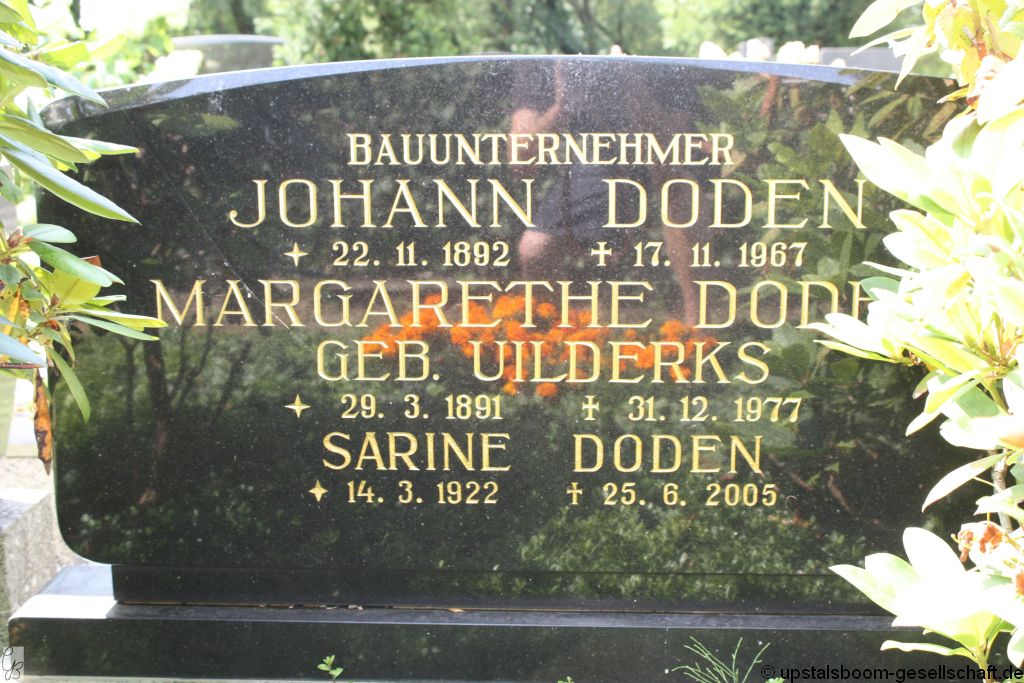 BAUUNTERNEHMER
JOHANN DODEN
22. 11. 1892 ✝ 17. 11. 1967
MARGARETHE DODE
GEB. UILDERKS
29. 3. 1891 ✝ 31. 12. 1977
SARINE DODEN
14. 3. 1922 ✝ 25. 6. 2005
© upstalsboom-gesellschaft.de